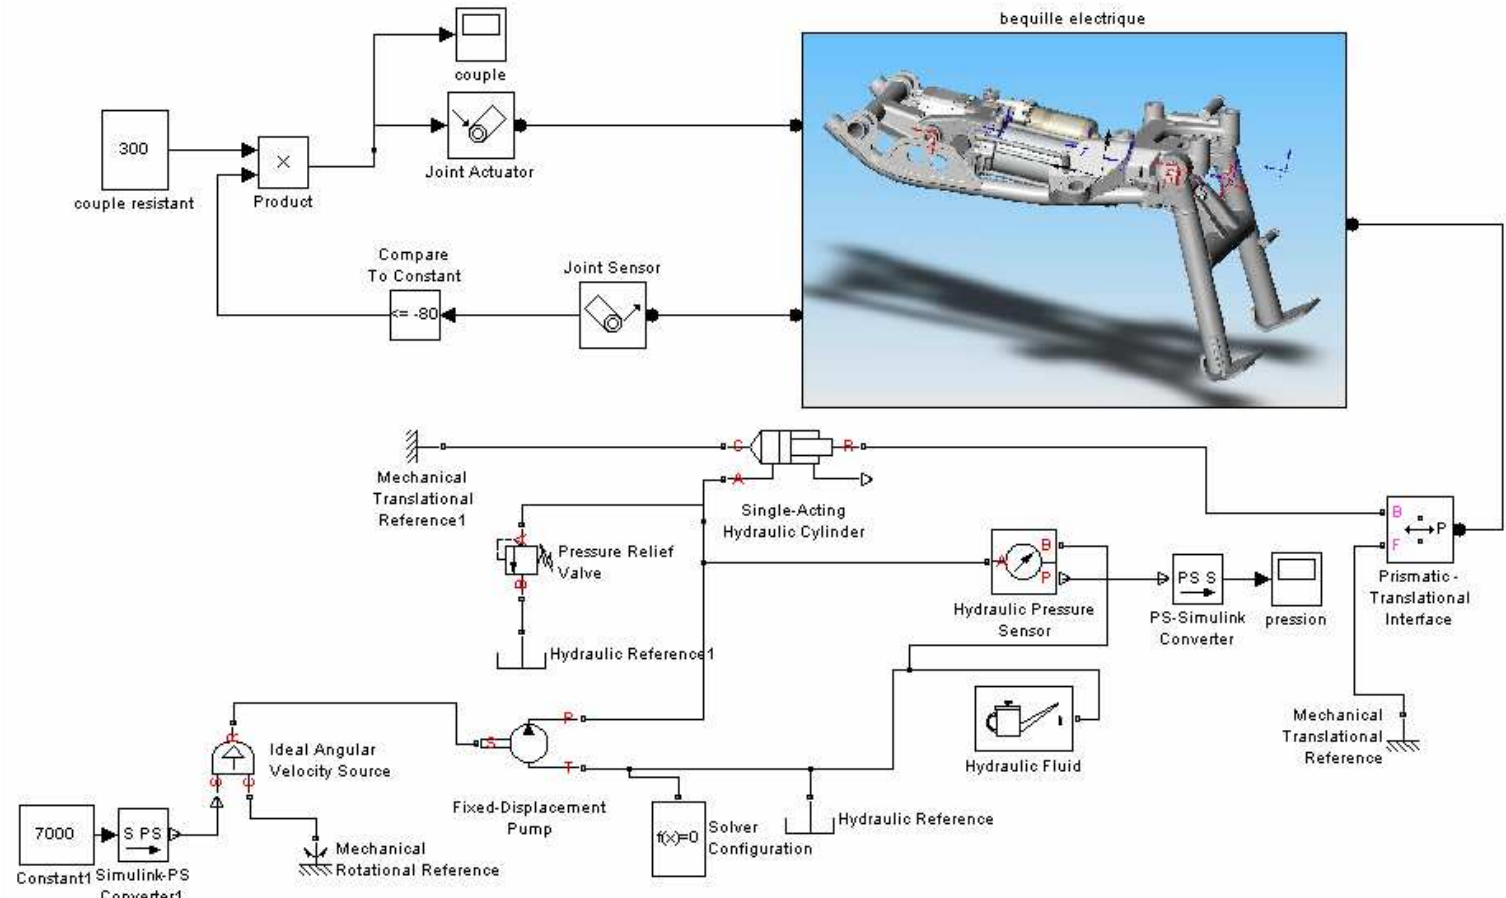 bequille electrique
couple
300
couple resistant
×
Product
Joint Actuator
Compare
To Constant
<= -80
Joint Sensor
Mechanical
Translational
Reference1
C
R
A
Single-Acting
Hydraulic Cylinder
A
B
Pressure Relief
Valve
Hydraulic Reference1
A
B
P
Hydraulic Pressure
Sensor
PS S
PS-Simulink
Converter
pression
B
F
P
Prismatic -
Translational
Interface
Mechanical
Translational
Reference
Hydraulic Fluid
P
S
T
Fixed-Displacement
Pump
R
S
C
Ideal Angular
Velocity Source
7000
Constant1
S PS
Simulink-PS
Converter1
Mechanical
Rotational Reference
f(x)=0
Solver
Configuration
Hydraulic Reference